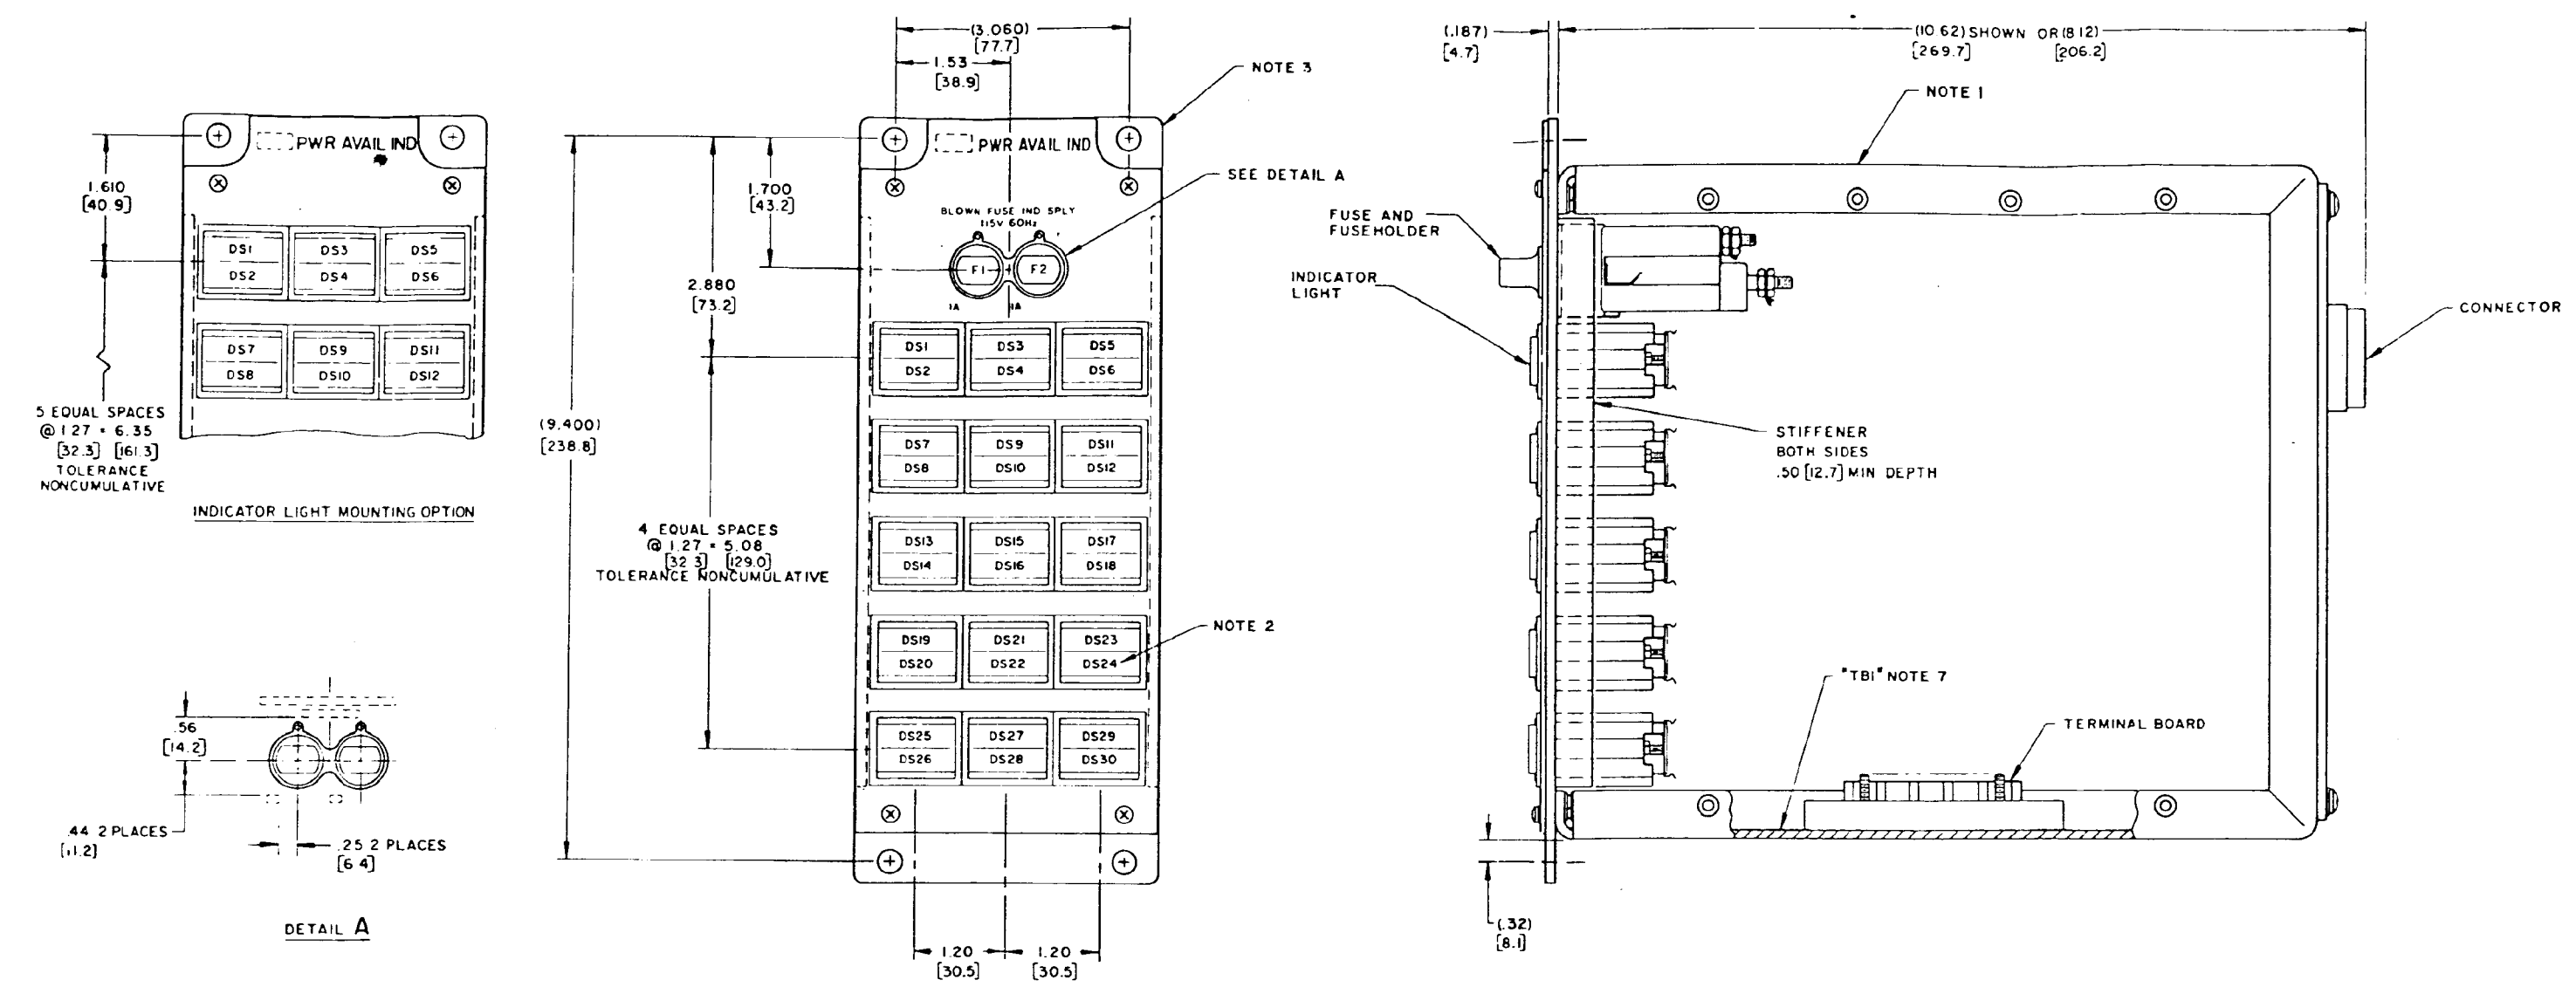 PWR AVAIL IND
1.610
[40.9]
DS1 DS3 DS5
DS2 DS4 DS6
DS7 DS9 DS11
DS8 DS10 DS12
5 EQUAL SPACES
@ 1.27 = 6.35
[32.3] [161.3]
TOLERANCE
NONCUMULATIVE
INDICATOR LIGHT MOUNTING OPTION
.56
[14.2]
.44 2 PLACES
[11.2]
.25 2 PLACES
[6.4]
DETAIL A
(3.060)
[77.7]
1.53
[38.9]
NOTE 3
PWR AVAIL IND
SEE DETAIL A
1.700
[43.2]
BLOWN FUSE IND SPLY
115V 60Hz
F1 F2
1A 1A
2.880
[73.2]
(9.400)
[238.8]
DS1 DS3 DS5
DS2 DS4 DS6
DS7 DS9 DS11
DS8 DS10 DS12
DS13 DS15 DS17
DS14 DS16 DS18
DS19 DS21 DS23
DS20 DS22 DS24
DS25 DS27 DS29
DS26 DS28 DS30
4 EQUAL SPACES
@ 1.27 = 5.08
[32.3] [129.0]
TOLERANCE NONCUMULATIVE
NOTE 2
1.20 1.20
[30.5] [30.5]
(.187)
[4.7]
(10.62) SHOWN OR (8.12)
[269.7] [206.2]
NOTE 1
FUSE AND
FUSEHOLDER
INDICATOR
LIGHT
CONNECTOR
STIFFENER
BOTH SIDES
.50 [12.7] MIN DEPTH
"TB1" NOTE 7
TERMINAL BOARD
(.32)
[8.1]